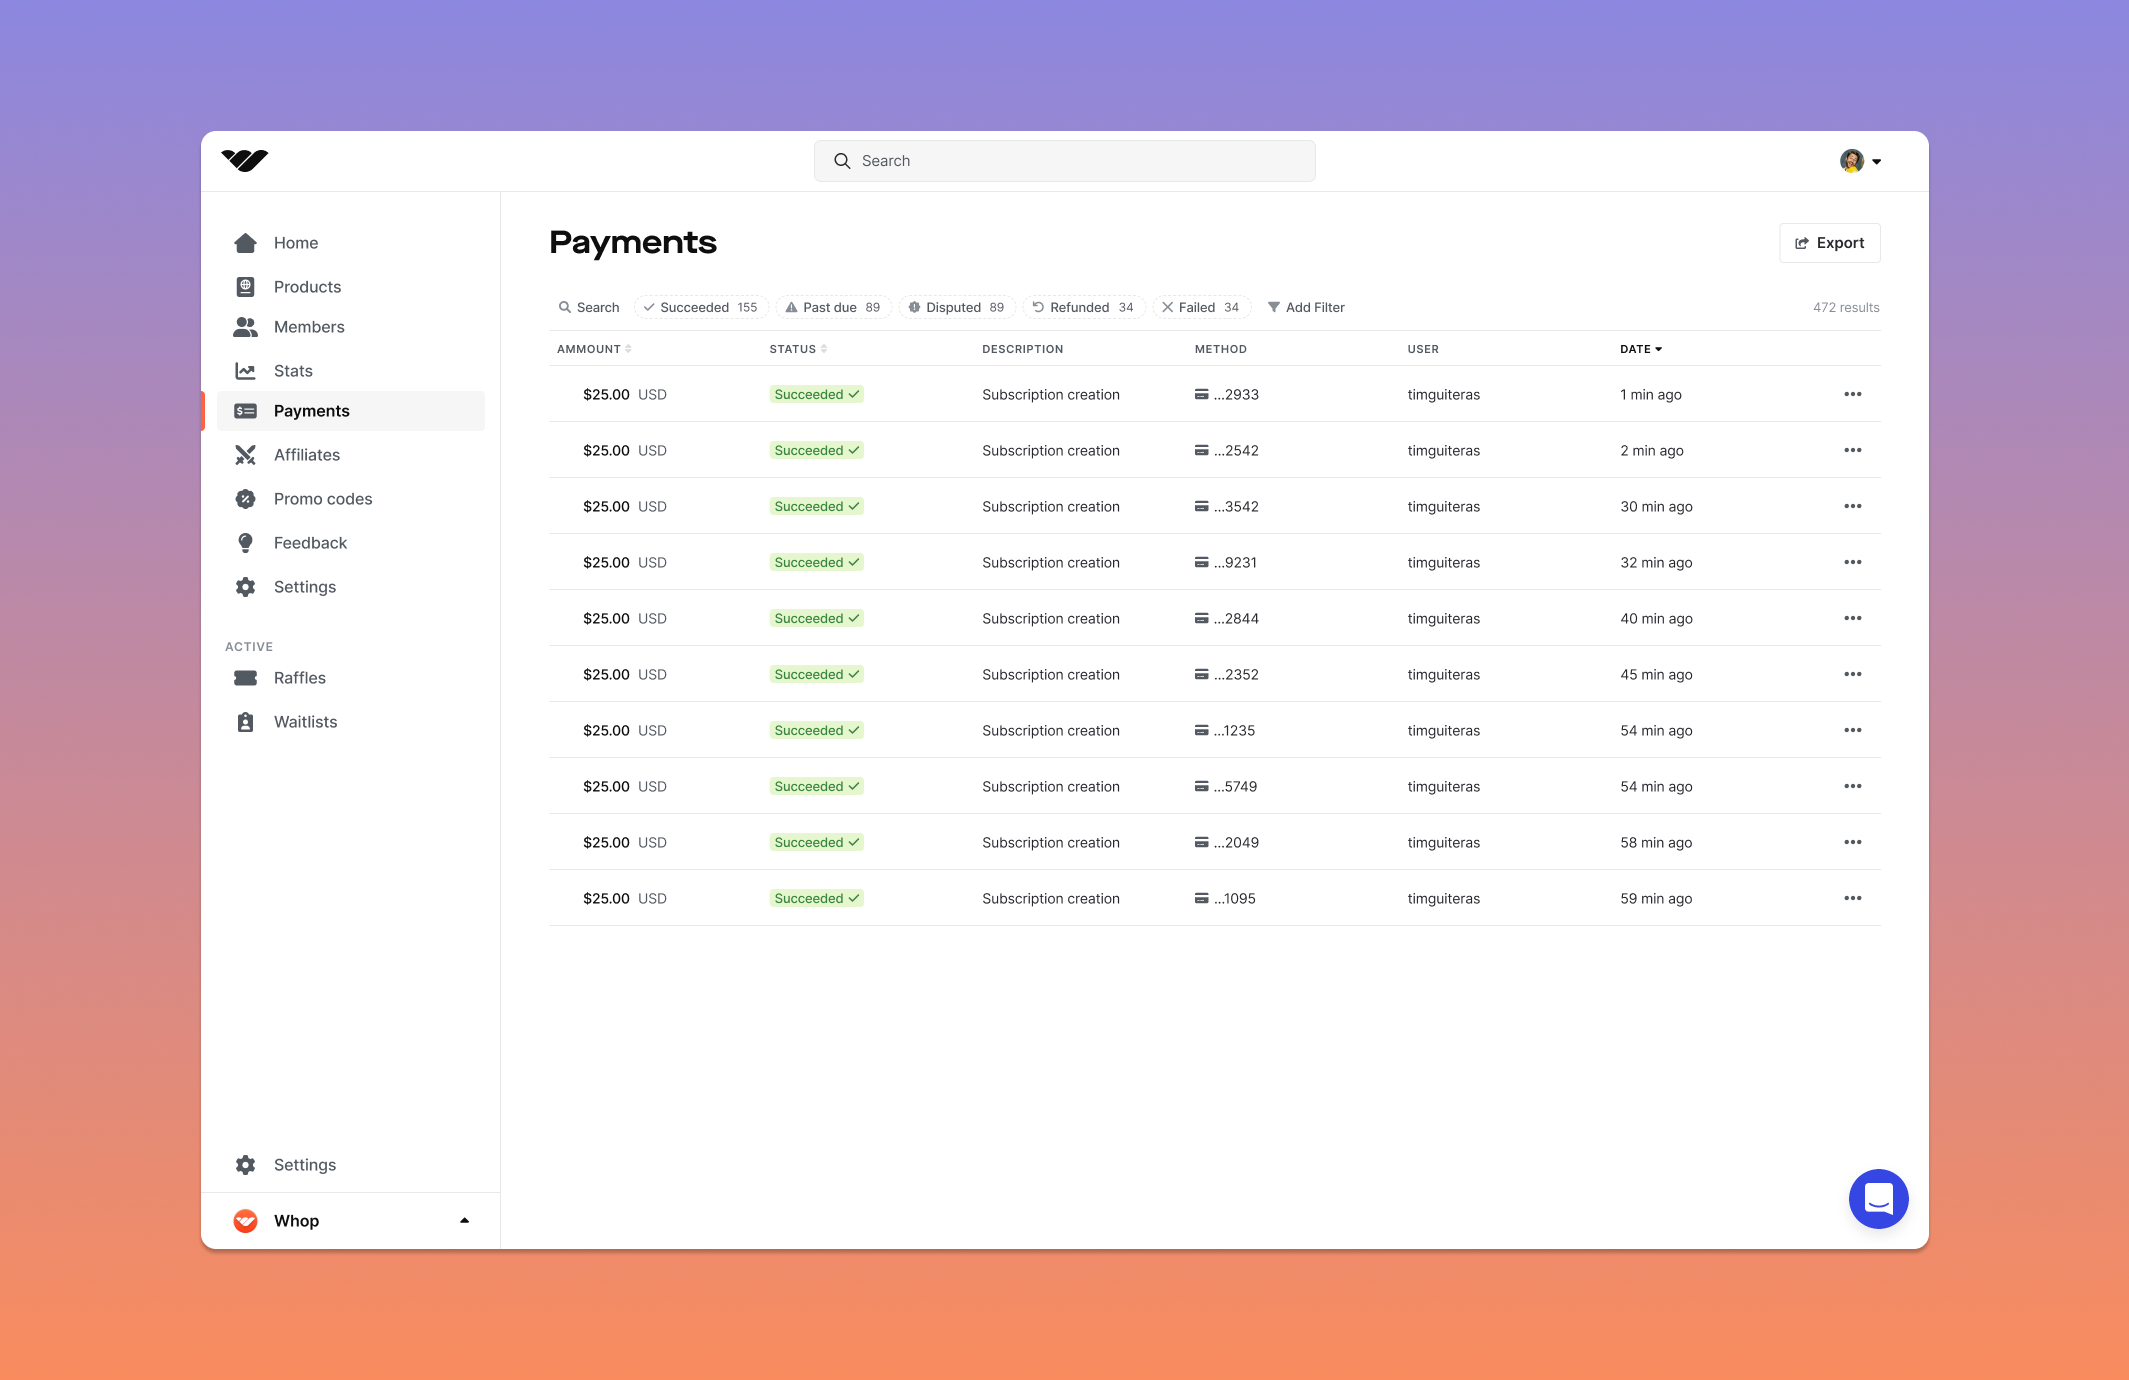 Search
Home
Products
Members
Stats
Payments
Affiliates
Promo codes
Feedback
Settings
ACTIVE
Raffles
Waitlists
Settings
Whop
Payments
Export
Search Succeeded 155 Past due 89 Disputed 89 Refunded 34 Failed 34 Add Filter 472 results
AMMOUNT STATUS DESCRIPTION METHOD USER DATE
$25.00 USD Succeeded Subscription creation ...2933 timguiteras 1 min ago
$25.00 USD Succeeded Subscription creation ...2542 timguiteras 2 min ago
$25.00 USD Succeeded Subscription creation ...3542 timguiteras 30 min ago
$25.00 USD Succeeded Subscription creation ...9231 timguiteras 32 min ago
$25.00 USD Succeeded Subscription creation ...2844 timguiteras 40 min ago
$25.00 USD Succeeded Subscription creation ...2352 timguiteras 45 min ago
$25.00 USD Succeeded Subscription creation ...1235 timguiteras 54 min ago
$25.00 USD Succeeded Subscription creation ...5749 timguiteras 54 min ago
$25.00 USD Succeeded Subscription creation ...2049 timguiteras 58 min ago
$25.00 USD Succeeded Subscription creation ...1095 timguiteras 59 min ago